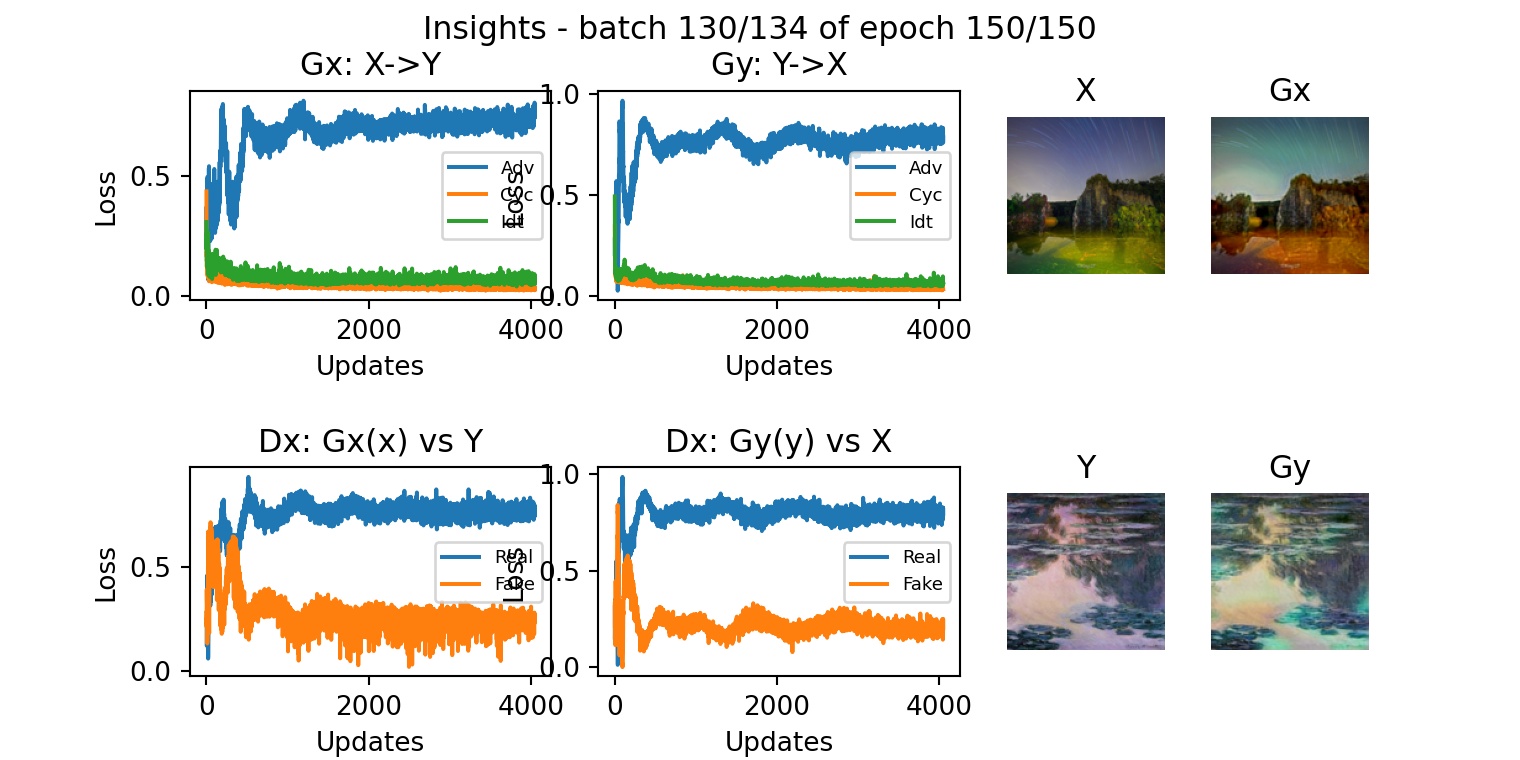 Insights - batch 130/134 of epoch 150/150
Gx: X->Y
Gy: Y->X
X
Gx
Loss
0.5
0.0
Adv
Cyc
Idt
0
2000
4000
Updates
Loss
1.0
0.5
0.0
Adv
Cyc
Idt
0
2000
4000
Updates
Dx: Gx(x) vs Y
Dx: Gy(y) vs X
Y
Gy
Loss
0.5
0.0
Real
Fake
0
2000
4000
Updates
Loss
1.0
0.5
0.0
Real
Fake
0
2000
4000
Updates